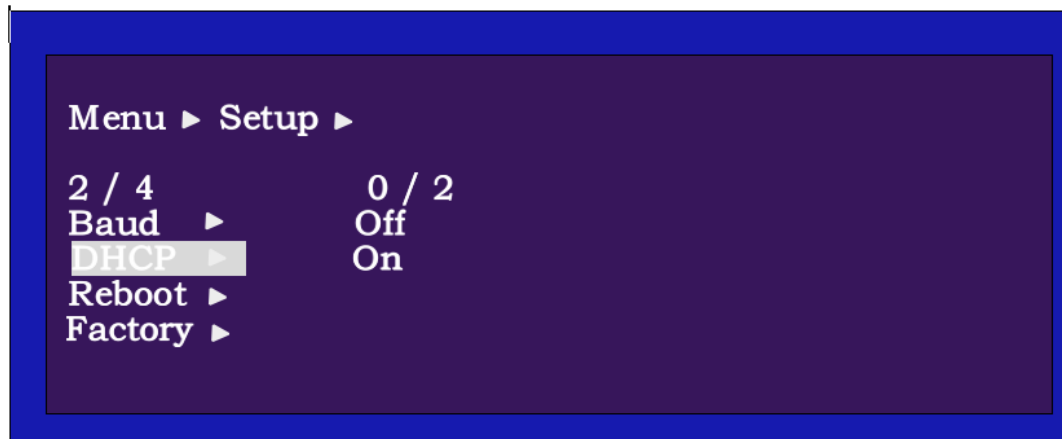 Menu ▶ Setup ▶
2 / 4 0 / 2
Baud ▶ Off
DHCP ▶ On
Reboot ▶
Factory ▶